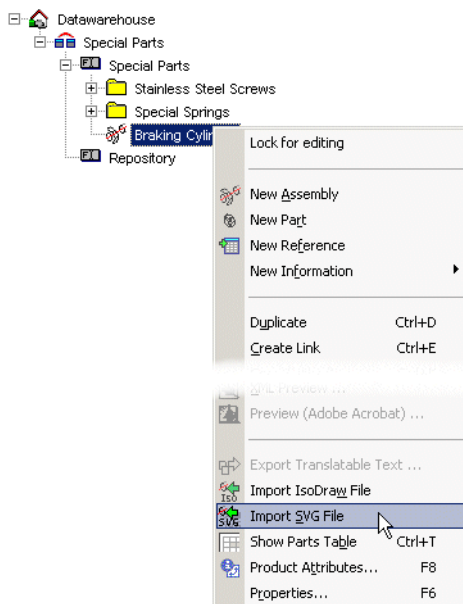 Datawarehouse
Special Parts
Special Parts
Stainless Steel Screws
Special Springs
Braking Cylin
Repository
Lock for editing
New Assembly
New Part
New Reference
New Information
Duplicate Ctrl+D
Create Link Ctrl+E
XML Preview ...
Preview (Adobe Acrobat) ...
Export Translatable Text ...
Import IsoDraw File
Import SVG File
Show Parts Table Ctrl+T
Product Attributes... F8
Properties... F6